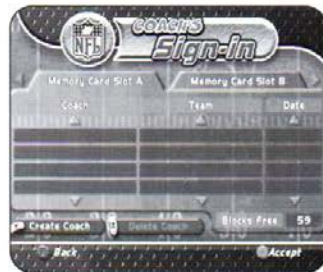 NFL
COACH'S
Sign-in
Memory Card Slot A
Memory Card Slot B
Coach Team Date
Create Coach
Delete Coach
Blocks Free 59
Back
Accept